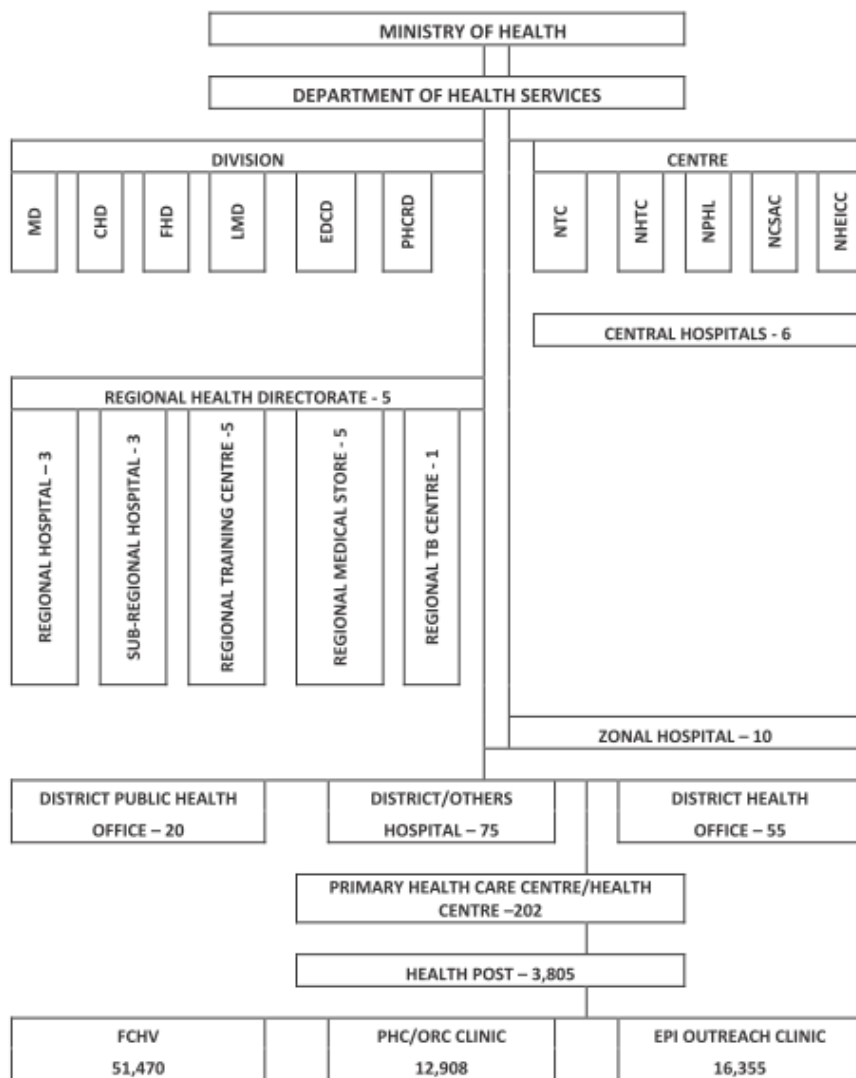 MINISTRY OF HEALTH
DEPARTMENT OF HEALTH SERVICES
DIVISION
CENTRE
MD
CHD
FHD
LMD
EDCD
PHCRD
NTC
NHTC
NPHL
NCSAC
NHEICC
CENTRAL HOSPITALS - 6
REGIONAL HEALTH DIRECTORATE - 5
REGIONAL HOSPITAL – 3
SUB-REGIONAL HOSPITAL - 3
REGIONAL TRAINING CENTRE -5
REGIONAL MEDICAL STORE - 5
REGIONAL TB CENTRE - 1
ZONAL HOSPITAL – 10
DISTRICT PUBLIC HEALTH
OFFICE – 20
DISTRICT/OTHERS
HOSPITAL – 75
DISTRICT HEALTH
OFFICE – 55
PRIMARY HEALTH CARE CENTRE/HEALTH
CENTRE –202
HEALTH POST – 3,805
FCHV
51,470
PHC/ORC CLINIC
12,908
EPI OUTREACH CLINIC
16,355